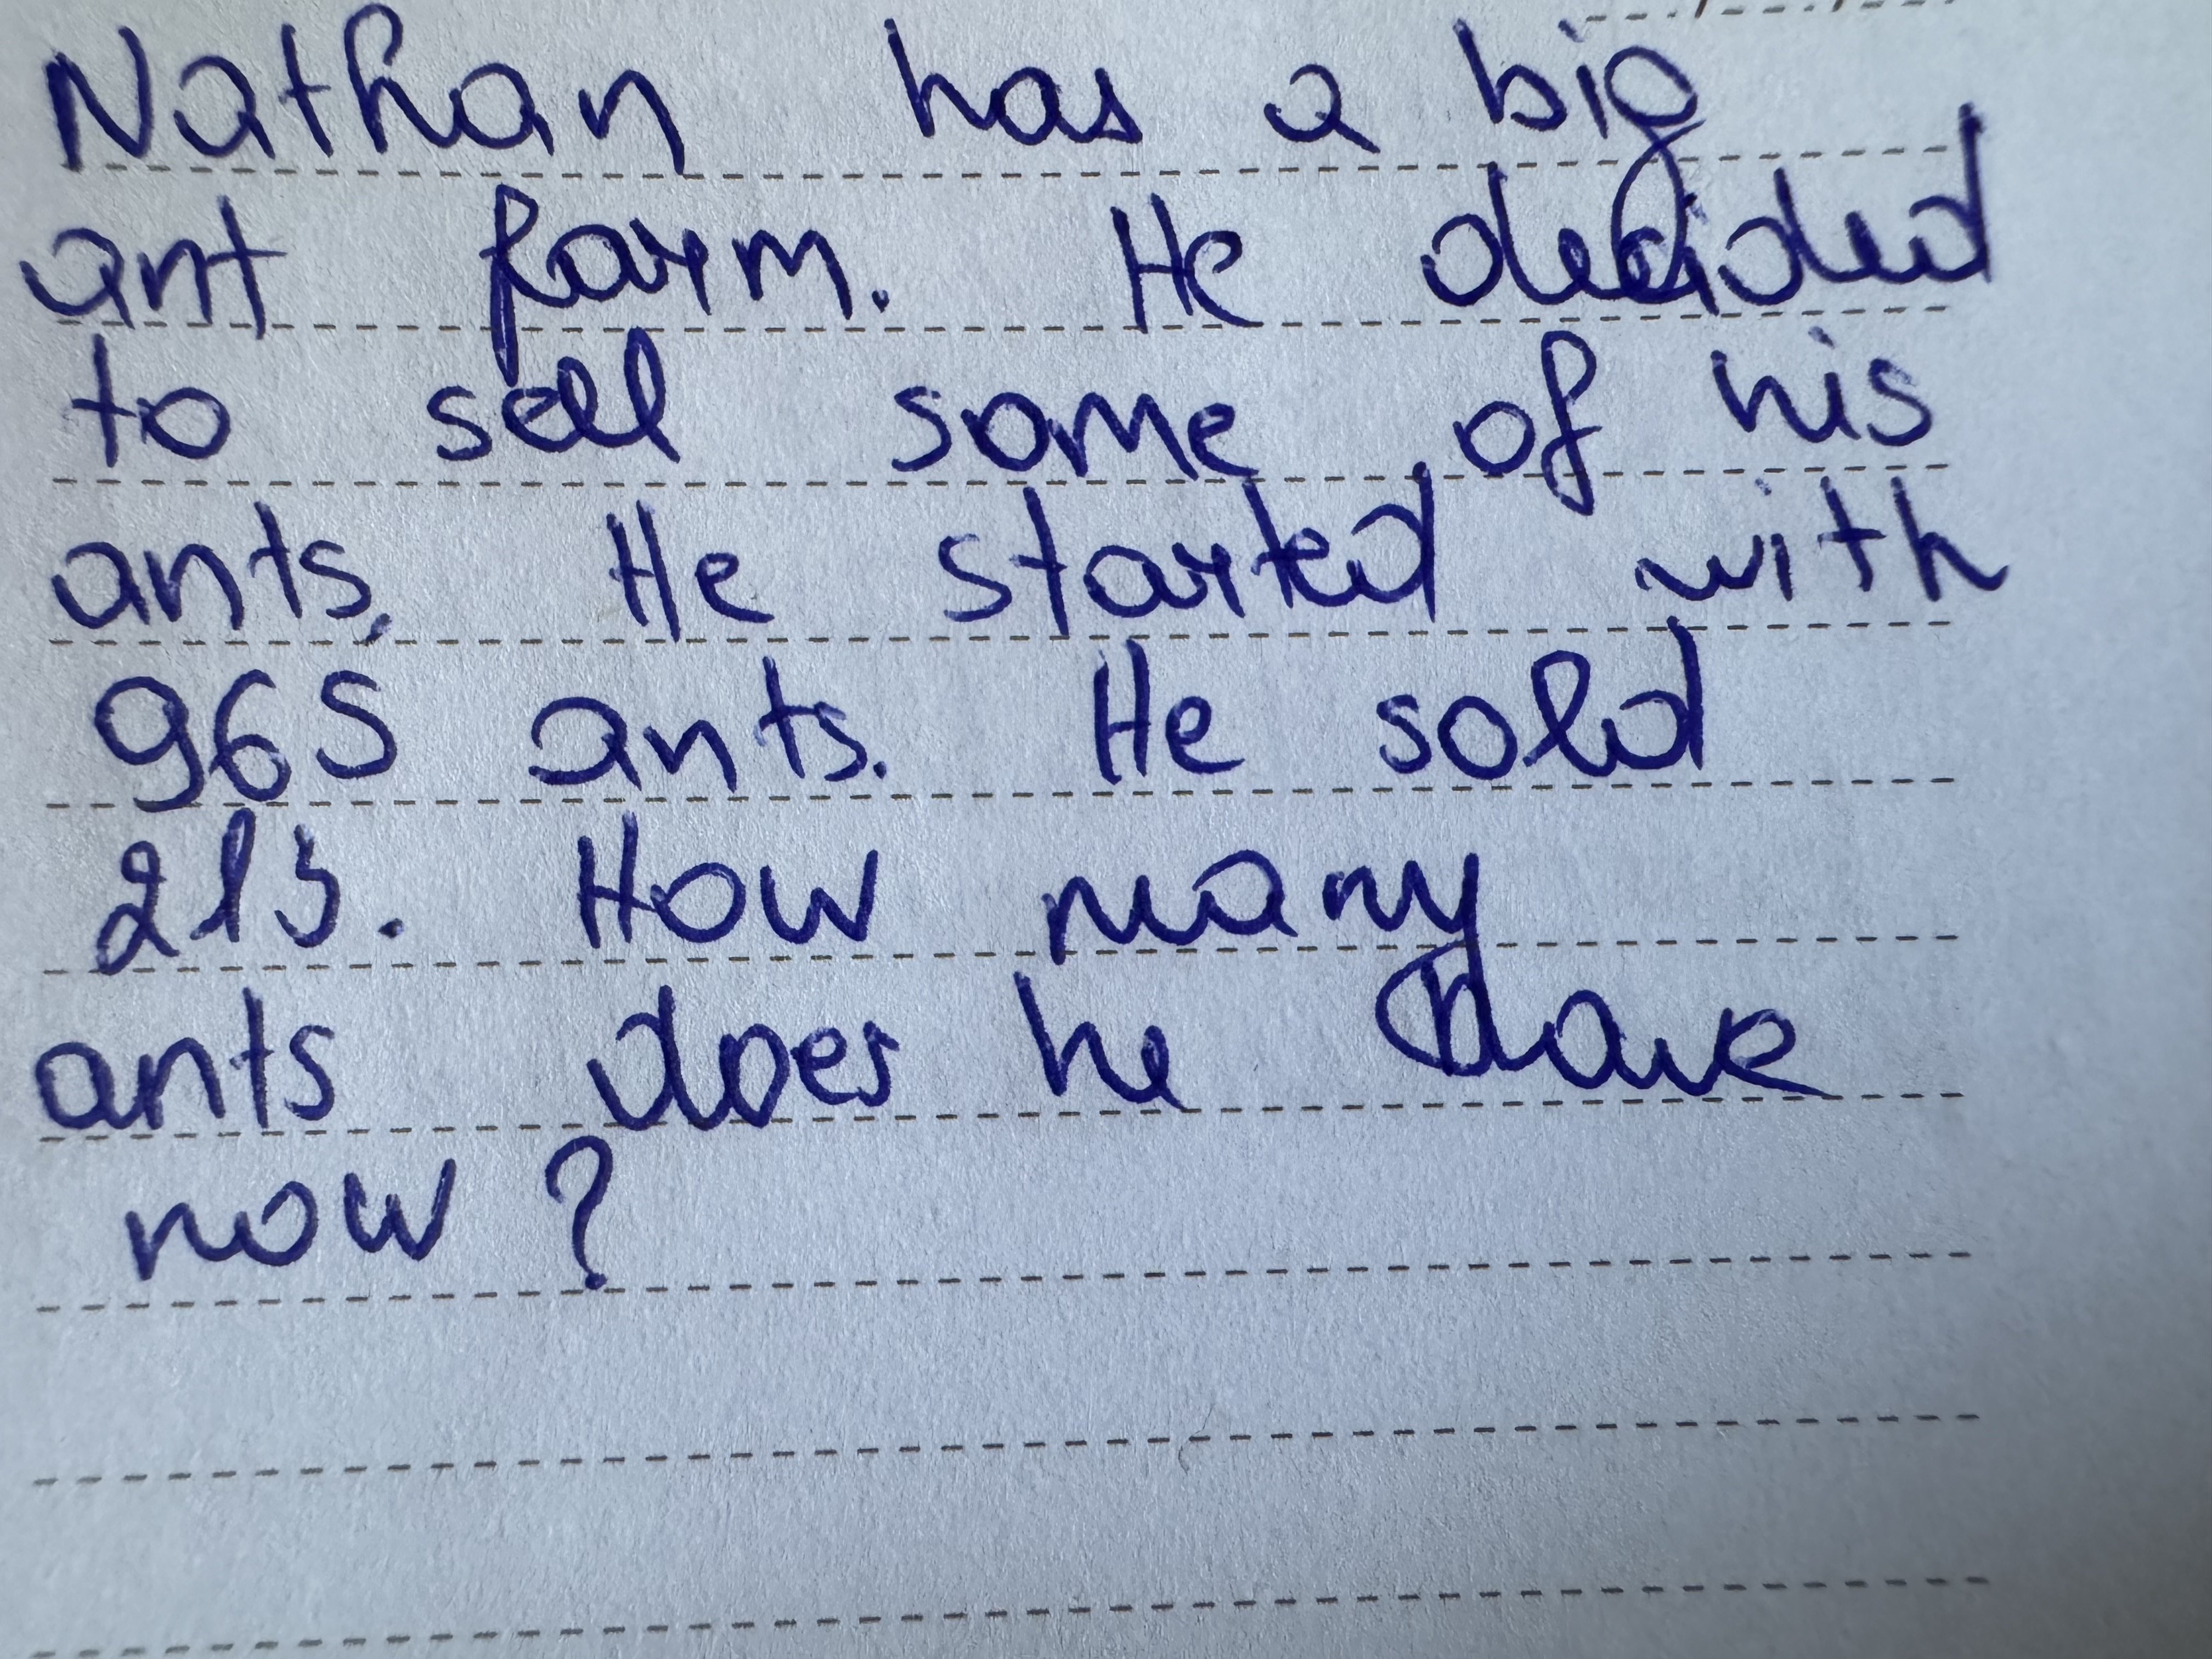 Nathan has a big
ant farm. He decided
to sell some of his
ants. He started with
965 ants. He sold
213. How many
ants does he have
now?